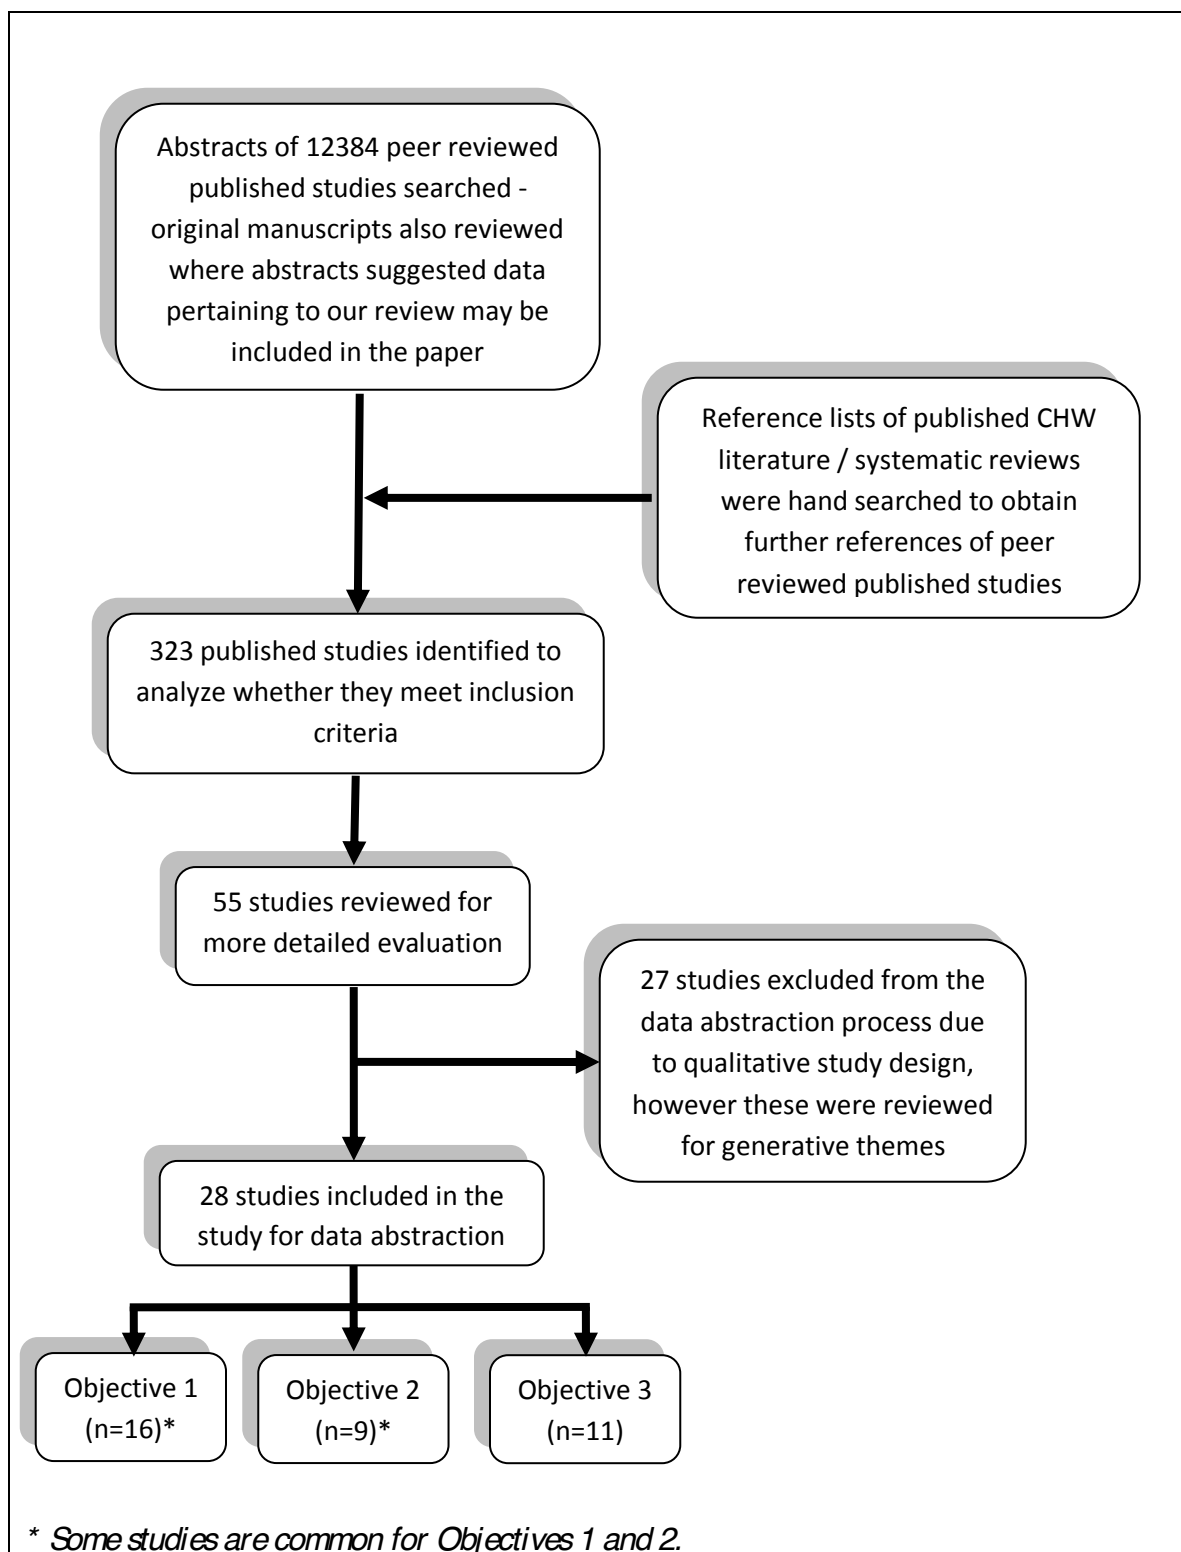 Abstracts of 12384 peer reviewed
published studies searched -
original manuscripts also reviewed
where abstracts suggested data
pertaining to our review may be
included in the paper
Reference lists of published CHW
literature / systematic reviews
were hand searched to obtain
further references of peer
reviewed published studies
323 published studies identified to
analyze whether they meet inclusion
criteria
55 studies reviewed for
more detailed evaluation
27 studies excluded from the
data abstraction process due
to qualitative study design,
however these were reviewed
for generative themes
28 studies included in the
study for data abstraction
Objective 1
(n=16)*
Objective 2
(n=9)*
Objective 3
(n=11)
* Some studies are common for Objectives 1 and 2.